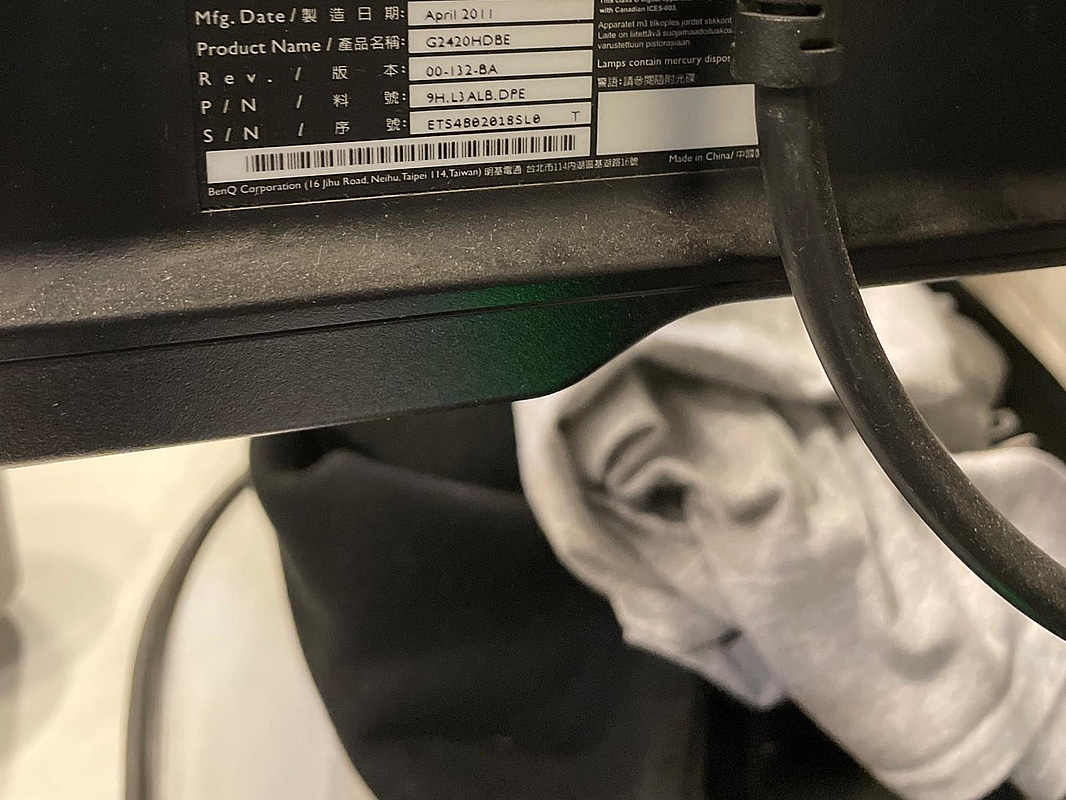 Mfg. Date / 製造日期: April 2011
Product Name / 產品名稱: G2420HDBE
Rev. / 版本: 00-132-BA
P/N / 料號: 9H.L3ALB.DPE
S/N / 序號: ETS4B02018SL0 T
BenQ Corporation (16 Jihu Road, Neihu, Taipei 114, Taiwan) 明基電通 台北市114內湖區基湖路16號
with Canadian ICES-003.
Apparatet må tilkoples jordet stikkont
Laite on liitettävä suojamaadoituskos
varustettuun pistorasiaan
Lamps contain mercury dispo
警語:請參閱隨附光碟
Made in China/ 中國